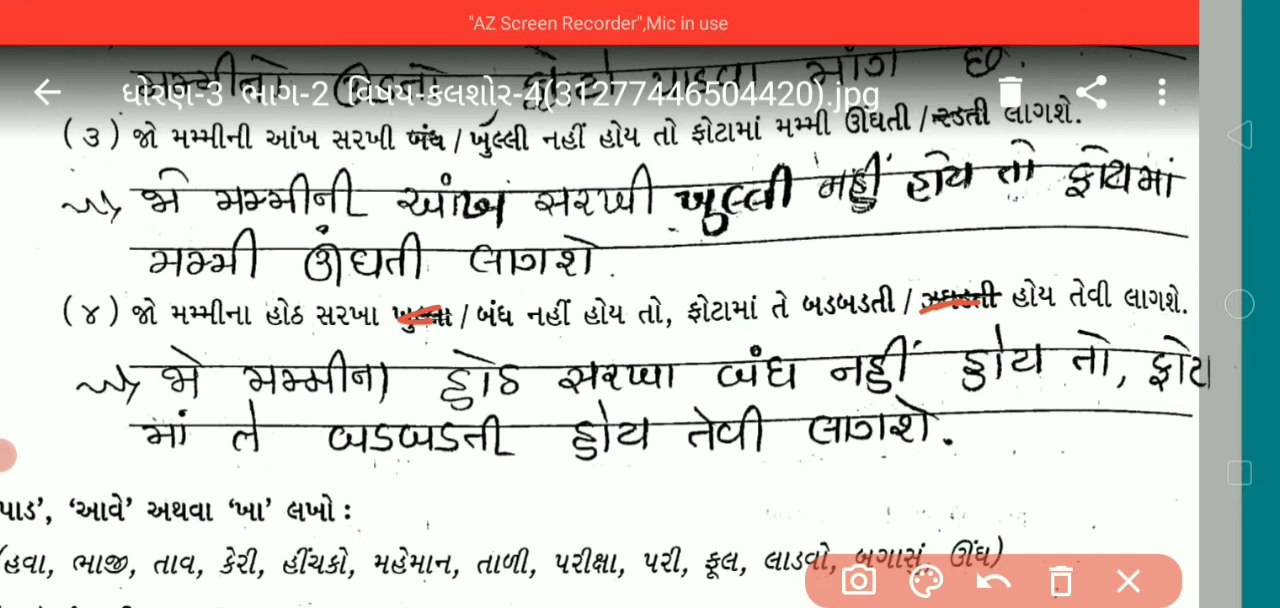 "AZ Screen Recorder",Mic in use
મમ્મીનો ફોટો પાડવા માંગે છે.
ધોરણ-3 ભાગ-2 વિષય-કલશોર-4(31277446504420).jpg
(૩) જો મમ્મીની આંખ સરખી બંધ / ખુલ્લી નહીં હોય તો ફોટામાં મમ્મી ઊંઘતી / રડતી લાગશે.
જો મમ્મીની આંખ સરખી ખુલ્લી નહીં હોય તો ફોટામાં
મમ્મી ઊંઘતી લાગશે.
(૪) જો મમ્મીના હોઠ સરખા ખુલ્લા / બંધ નહીં હોય તો, ફોટામાં તે બડબડતી / હોય તેવી લાગશે.
જો મમ્મીના હોઠ સરખા બંધ નહીં હોય તો, ફોટા
માં તે બડબડતી હોય તેવી લાગશે.
પાડ', 'આવે' અથવા 'ખા' લખો :
(હવા, ભાજી, તાવ, કેરી, હીંચકો, મહેમાન, તાળી, પરીક્ષા, પરી, ફૂલ, લાડવો, બગાસું, ઊંઘ)